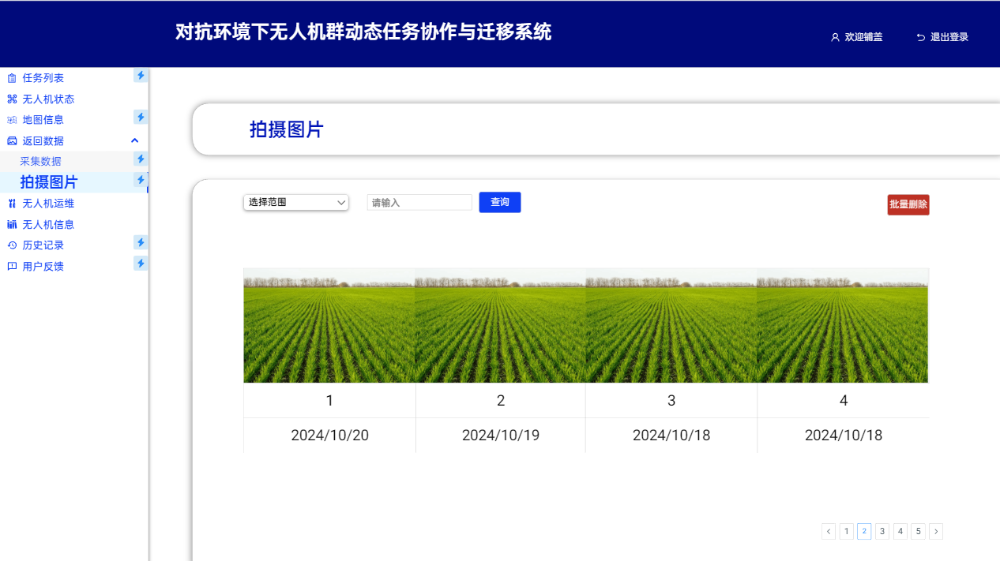 对抗环境下无人机群动态任务协作与迁移系统
欢迎铺盖
退出登录
任务列表
无人机状态
地图信息
返回数据
采集数据
拍摄图片
无人机运维
无人机信息
历史记录
用户反馈
拍摄图片
选择范围
请输入
查询
批量删除
1 2 3 4
2024/10/20 2024/10/19 2024/10/18 2024/10/18
< 1 2 3 4 5 >